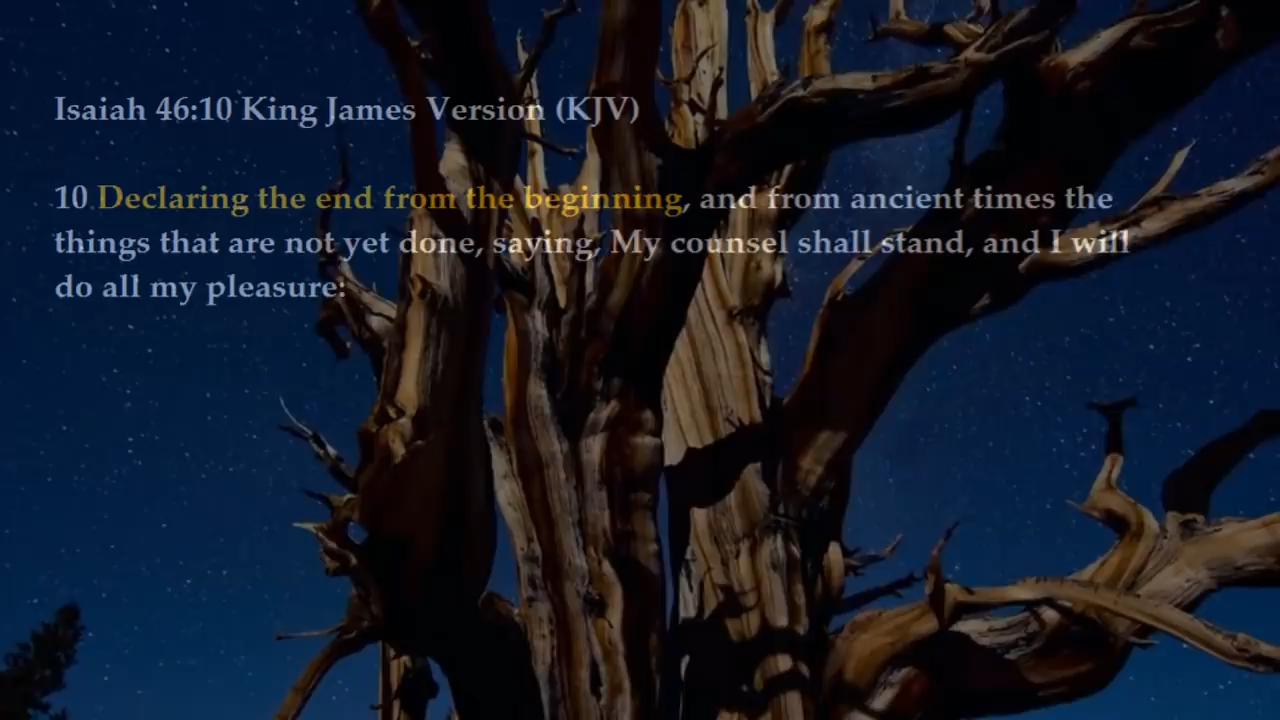 Isaiah 46:10 King James Version (KJV)
10 Declaring the end from the beginning, and from ancient times the
things that are not yet done, saying, My counsel shall stand, and I will
do all my pleasure: